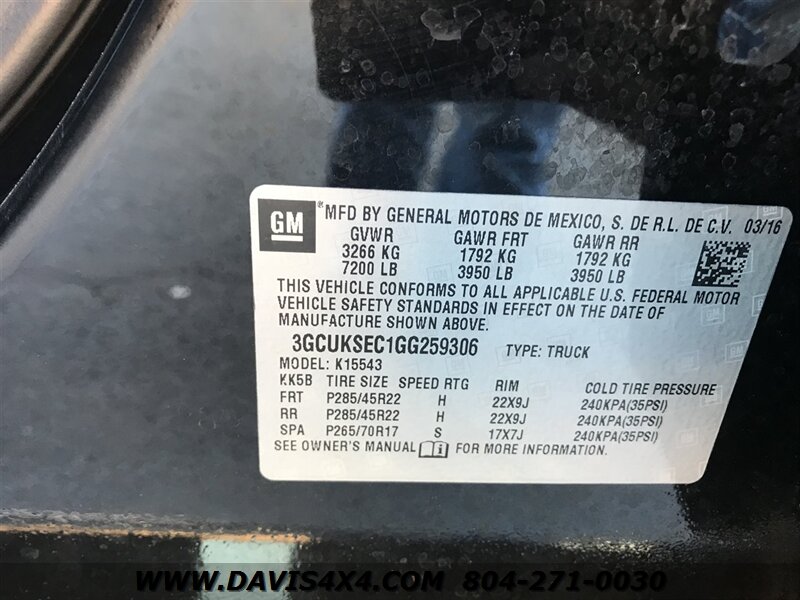 GM ® MFD BY GENERAL MOTORS DE MEXICO, S. DE R.L. DE C.V. 03/16
GVWR GAWR FRT GAWR RR
3266 KG 1792 KG 1792 KG
7200 LB 3950 LB 3950 LB
THIS VEHICLE CONFORMS TO ALL APPLICABLE U.S. FEDERAL MOTOR
VEHICLE SAFETY STANDARDS IN EFFECT ON THE DATE OF
MANUFACTURE SHOWN ABOVE.
3GCUKSEC1GG259306 TYPE: TRUCK
MODEL: K15543
KK5B TIRE SIZE SPEED RTG RIM COLD TIRE PRESSURE
FRT P285/45R22 H 22X9J 240KPA(35PSI)
RR P285/45R22 H 22X9J 240KPA(35PSI)
SPA P265/70R17 S 17X7J 240KPA(35PSI)
SEE OWNER'S MANUAL FOR MORE INFORMATION.
WWW.DAVIS4X4.COM 804-271-0030